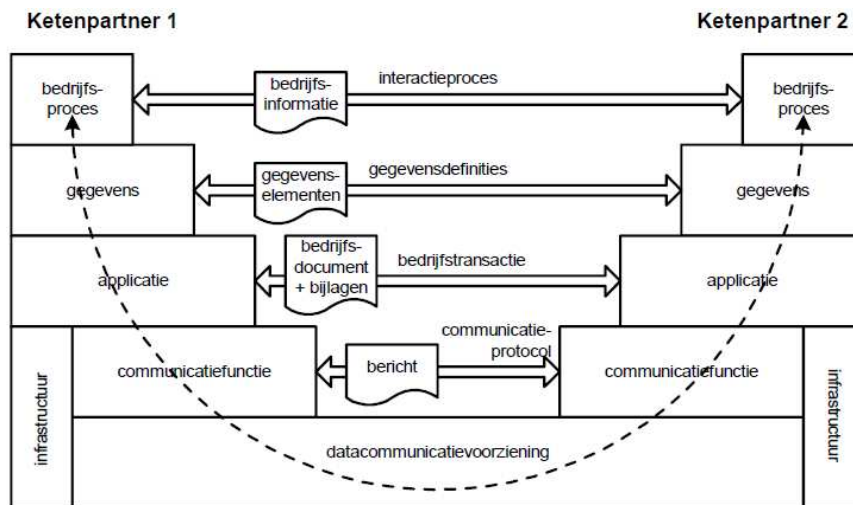 Ketenpartner 1
Ketenpartner 2
bedrijfs-
proces
bedrijfs-
informatie
interactieproces
bedrijfs-
proces
gegevens
gegevens-
elementen
gegevensdefinities
gegevens
applicatie
bedrijfs-
document
+ bijlagen
bedrijfstransactie
applicatie
infrastructuur
communicatiefunctie
bericht
communicatie-
protocol
communicatiefunctie
infrastructuur
datacommunicatievoorziening